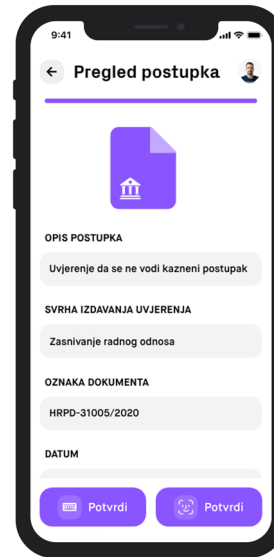 9:41
Pregled postupka
OPIS POSTUPKA
Uvjerenje da se ne vodi kazneni postupak
SVRHA IZDAVANJA UVJERENJA
Zasnivanje radnog odnosa
OZNAKA DOKUMENTA
HRPD-31005/2020
DATUM
Potvrdi Potvrdi